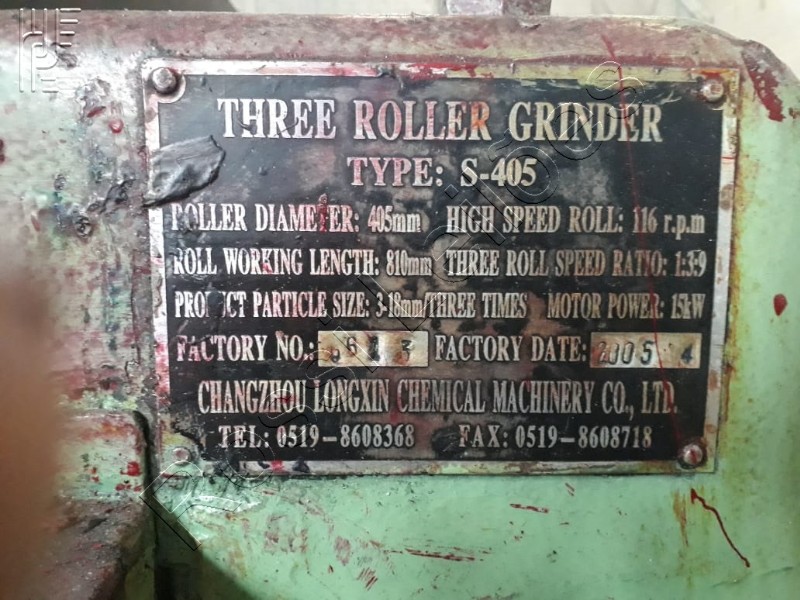 THREE ROLLER GRINDER
TYPE: S-405
ROLLER DIAMETER: 405mm HIGH SPEED ROLL: 116 r.p.m
ROLL WORKING LENGTH: 810mm THREE ROLL SPEED RATIO: 1:3:9
PRODUCT PARTICLE SIZE: 3-18mm/THREE TIMES MOTOR POWER: 15kW
FACTORY NO.: FACTORY DATE: 2005 4
CHANGZHOU LONGXIN CHEMICAL MACHINERY CO., LTD.
TEL: 0519-8608368 FAX: 0519-8608718